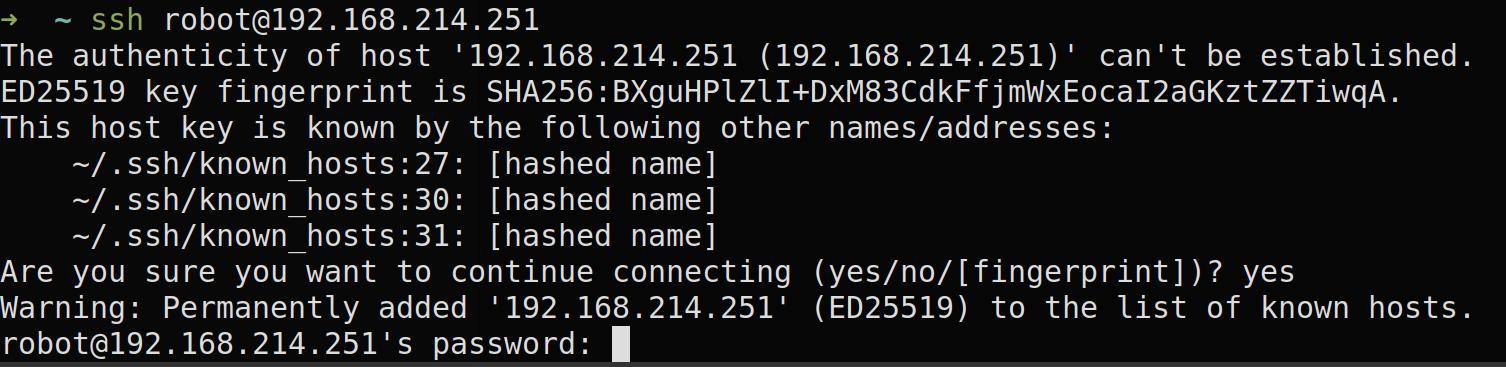 ➜  ~ ssh robot@192.168.214.251
The authenticity of host '192.168.214.251 (192.168.214.251)' can't be established.
ED25519 key fingerprint is SHA256:BXguHPlZlI+DxM83CdkFfjmWxEocaI2aGKztZZTiwqA.
This host key is known by the following other names/addresses:
    ~/.ssh/known_hosts:27: [hashed name]
    ~/.ssh/known_hosts:30: [hashed name]
    ~/.ssh/known_hosts:31: [hashed name]
Are you sure you want to continue connecting (yes/no/[fingerprint])? yes
Warning: Permanently added '192.168.214.251' (ED25519) to the list of known hosts.
robot@192.168.214.251's password: